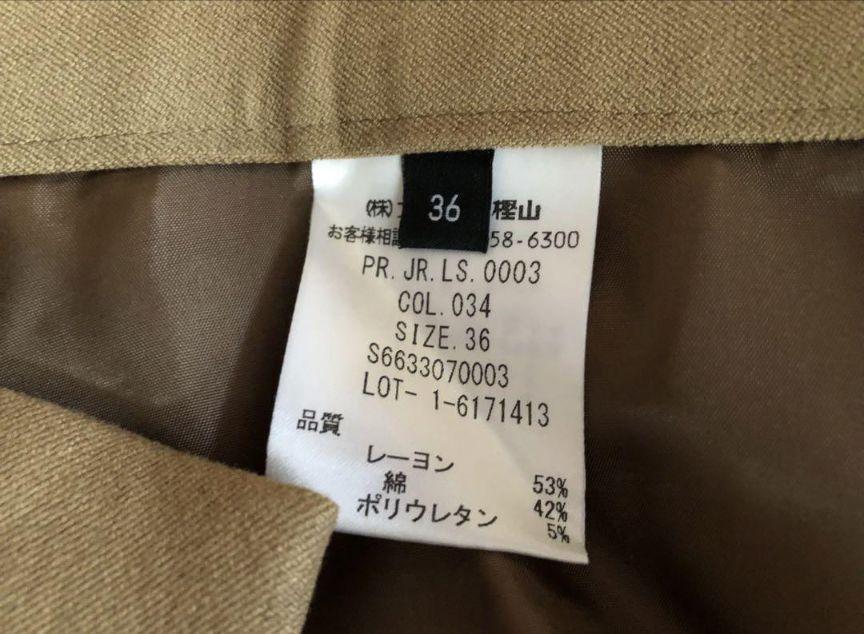 36
(株) 樫山
お客様相談 58-6300
PR. JR. LS. 0003
COL. 034
SIZE. 36
S6633070003
LOT- 1-6171413
品質
レーヨン 53%
綿 42%
ポリウレタン 5%